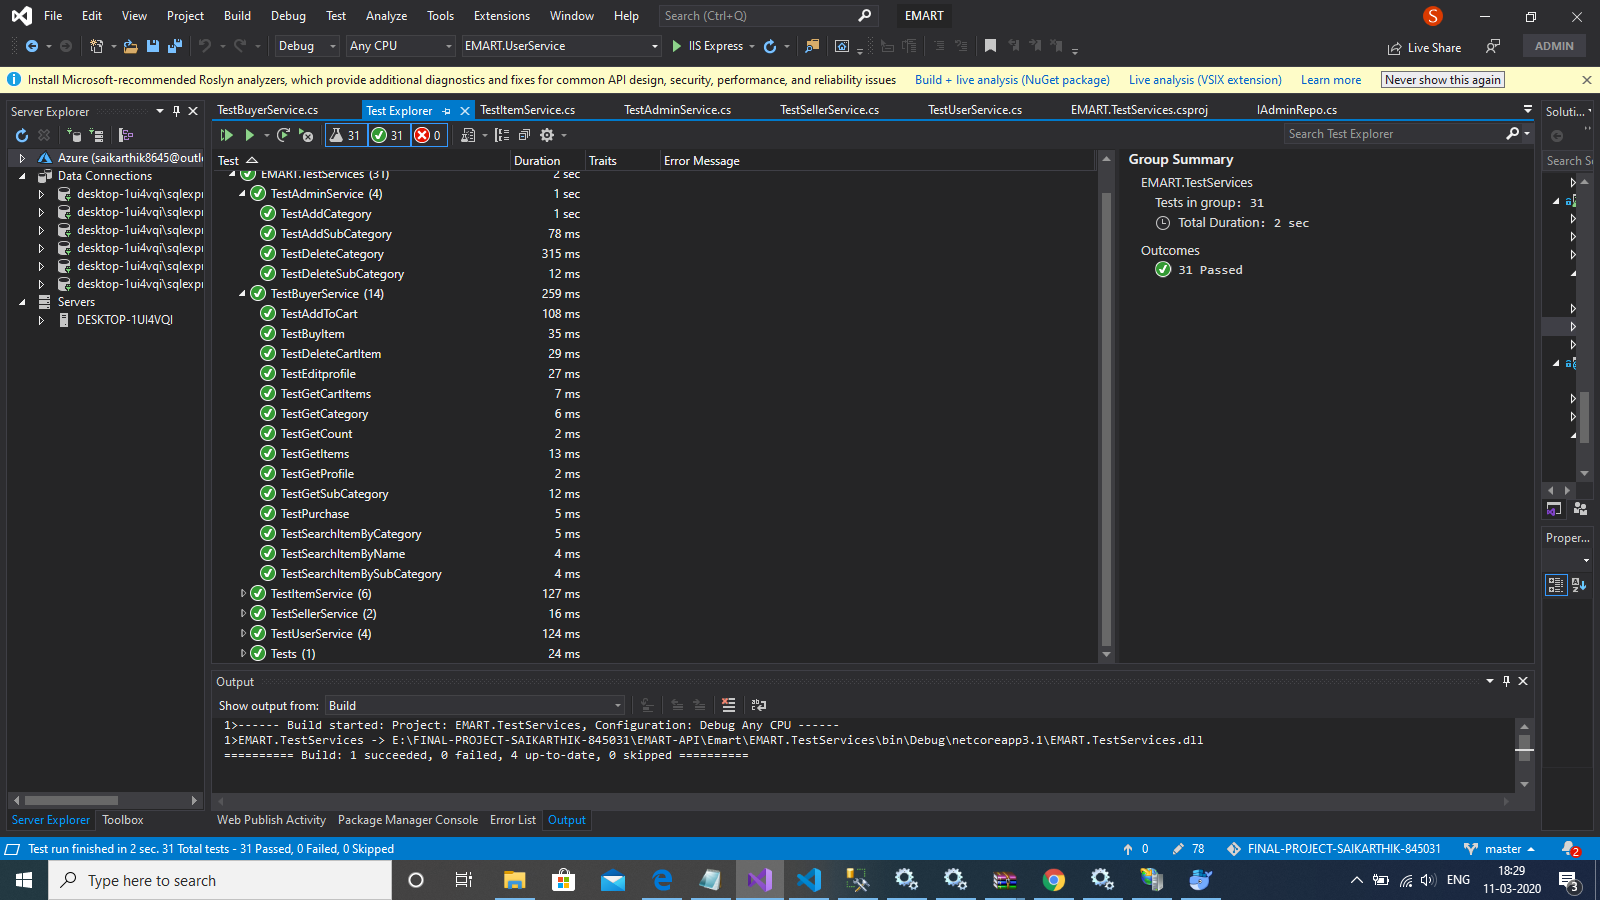 File Edit View Project Build Debug Test Analyze Tools Extensions Window Help Search (Ctrl+Q) EMART S
Debug Any CPU EMART.UserService IIS Express Live Share ADMIN
Install Microsoft-recommended Roslyn analyzers, which provide additional diagnostics and fixes for common API design, security, performance, and reliability issues Build + live analysis (NuGet package) Live analysis (VSIX extension) Learn more Never show this again
Server Explorer
TestBuyerService.cs Test Explorer TestItemService.cs TestAdminService.cs TestSellerService.cs TestUserService.cs EMART.TestServices.csproj IAdminRepo.cs
Soluti...
31 31 0 Search Test Explorer
Search Se
Azure (saikarthik8645@outl
Data Connections
desktop-1ui4vqi\sqlexpr
desktop-1ui4vqi\sqlexpr
desktop-1ui4vqi\sqlexpr
desktop-1ui4vqi\sqlexpr
desktop-1ui4vqi\sqlexpr
desktop-1ui4vqi\sqlexpr
Servers
DESKTOP-1UI4VQI
Test Duration Traits Error Message
EMART.TestServices (31) 2 sec
TestAdminService (4) 1 sec
TestAddCategory 1 sec
TestAddSubCategory 78 ms
TestDeleteCategory 315 ms
TestDeleteSubCategory 12 ms
TestBuyerService (14) 259 ms
TestAddToCart 108 ms
TestBuyItem 35 ms
TestDeleteCartItem 29 ms
TestEditprofile 27 ms
TestGetCartItems 7 ms
TestGetCategory 6 ms
TestGetCount 2 ms
TestGetItems 13 ms
TestGetProfile 2 ms
TestGetSubCategory 12 ms
TestPurchase 5 ms
TestSearchItemByCategory 5 ms
TestSearchItemByName 4 ms
TestSearchItemBySubCategory 4 ms
TestItemService (6) 127 ms
TestSellerService (2) 16 ms
TestUserService (4) 124 ms
Tests (1) 24 ms
Group Summary
EMART.TestServices
Tests in group: 31
Total Duration: 2 sec
Outcomes
31 Passed
Proper...
Output
Show output from: Build
1>------ Build started: Project: EMART.TestServices, Configuration: Debug Any CPU ------
1>EMART.TestServices -> E:\FINAL-PROJECT-SAIKARTHIK-845031\EMART-API\Emart\EMART.TestServices\bin\Debug\netcoreapp3.1\EMART.TestServices.dll
========== Build: 1 succeeded, 0 failed, 4 up-to-date, 0 skipped ==========
Server Explorer Toolbox Web Publish Activity Package Manager Console Error List Output
Test run finished in 2 sec. 31 Total tests - 31 Passed, 0 Failed, 0 Skipped 0 78 FINAL-PROJECT-SAIKARTHIK-845031 master 2
Type here to search ENG 18:29
11-03-2020 3